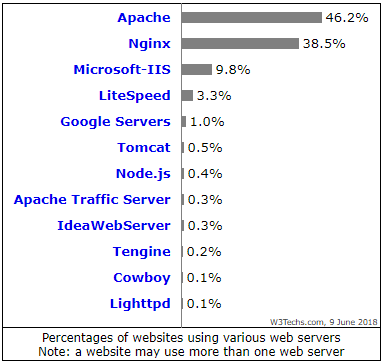 Apache 46.2%
Nginx 38.5%
Microsoft-IIS 9.8%
LiteSpeed 3.3%
Google Servers 1.0%
Tomcat 0.5%
Node.js 0.4%
Apache Traffic Server 0.3%
IdeaWebServer 0.3%
Tengine 0.2%
Cowboy 0.1%
Lighttpd 0.1%
W3Techs.com, 9 June 2018
Percentages of websites using various web servers
Note: a website may use more than one web server